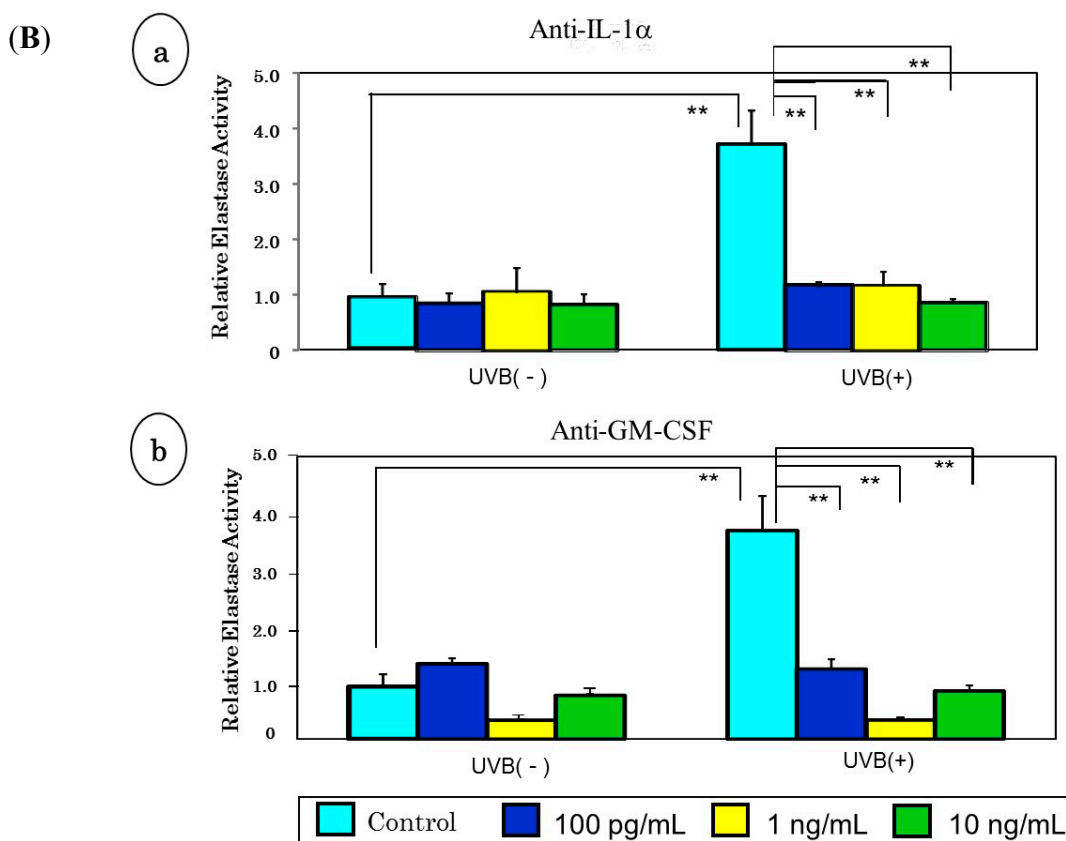 (B)
a
Anti-IL-1α
Relative Elastase Activity
5.0
4.0
3.0
2.0
1.0
0
**
**
**
**
UVB( - )
UVB(+)
b
Anti-GM-CSF
Relative Elastase Activity
5.0
4.0
3.0
2.0
1.0
0
**
**
**
**
UVB( - )
UVB(+)
Control 100 pg/mL 1 ng/mL 10 ng/mL